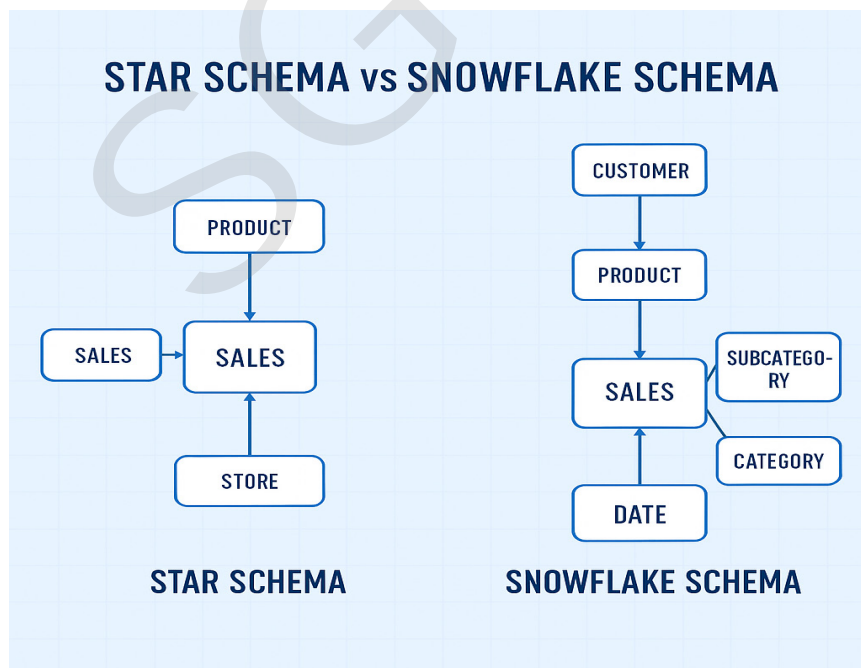 STAR SCHEMA vs SNOWFLAKE SCHEMA
PRODUCT
SALES
SALES
STORE
STAR SCHEMA
CUSTOMER
PRODUCT
SALES
SUBCATEGO-
RY
CATEGORY
DATE
SNOWFLAKE SCHEMA
SG